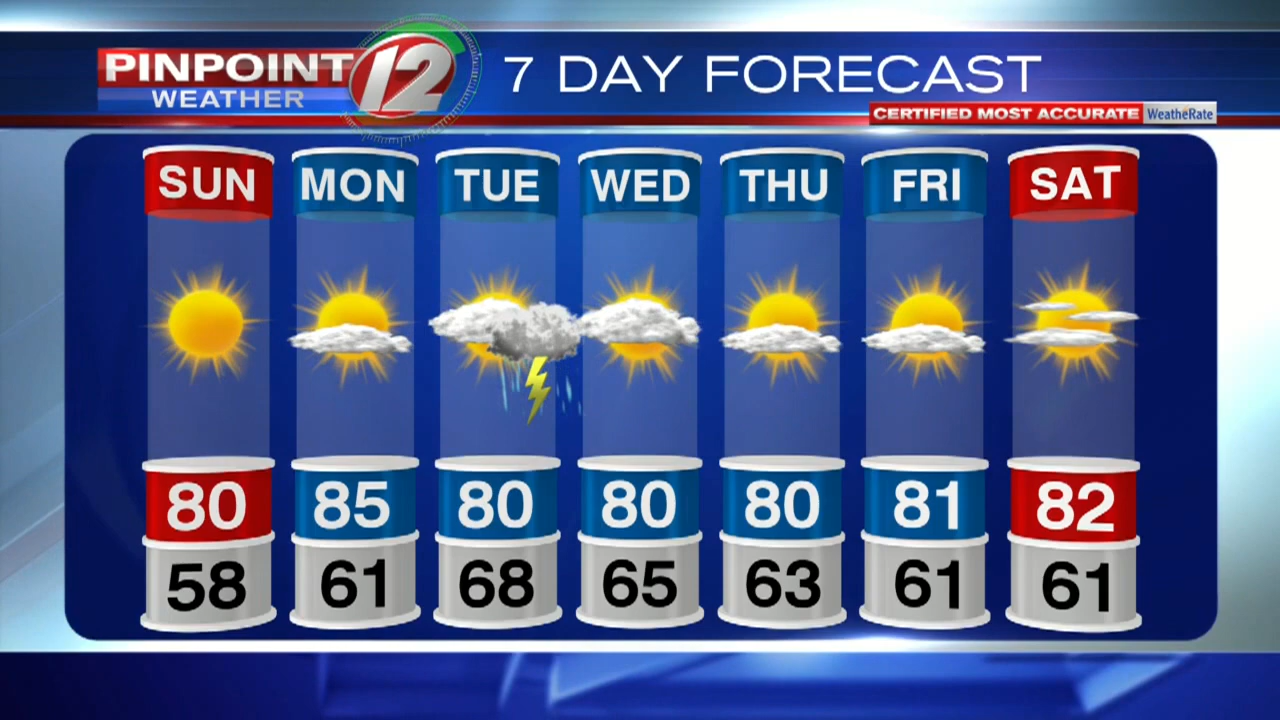 PINPOINT 12
WEATHER
7 DAY FORECAST
CERTIFIED MOST ACCURATE WeatheRate
SUN MON TUE WED THU FRI SAT
80 85 80 80 80 81 82
58 61 68 65 63 61 61